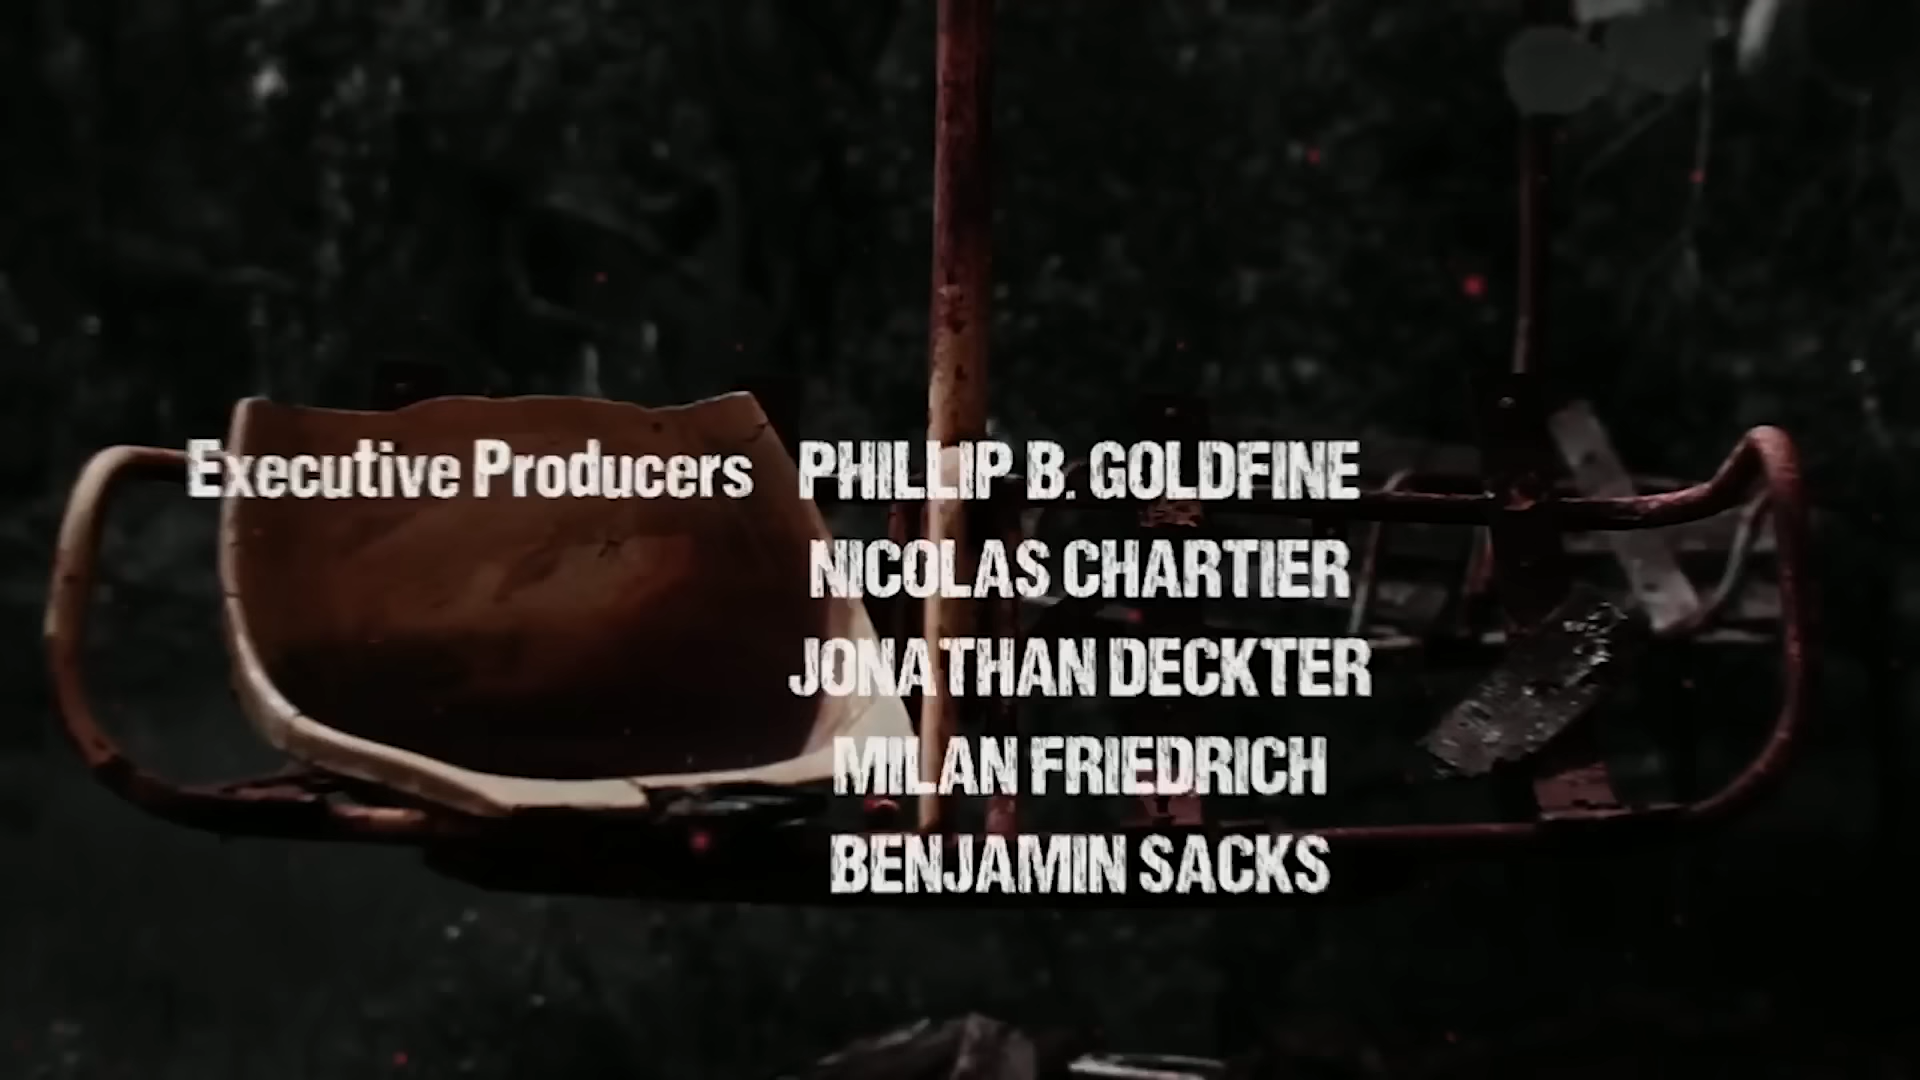 Executive Producers PHILLIP B. GOLDFINE
NICOLAS CHARTIER
JONATHAN DECKTER
MILAN FRIEDRICH
BENJAMIN SACKS